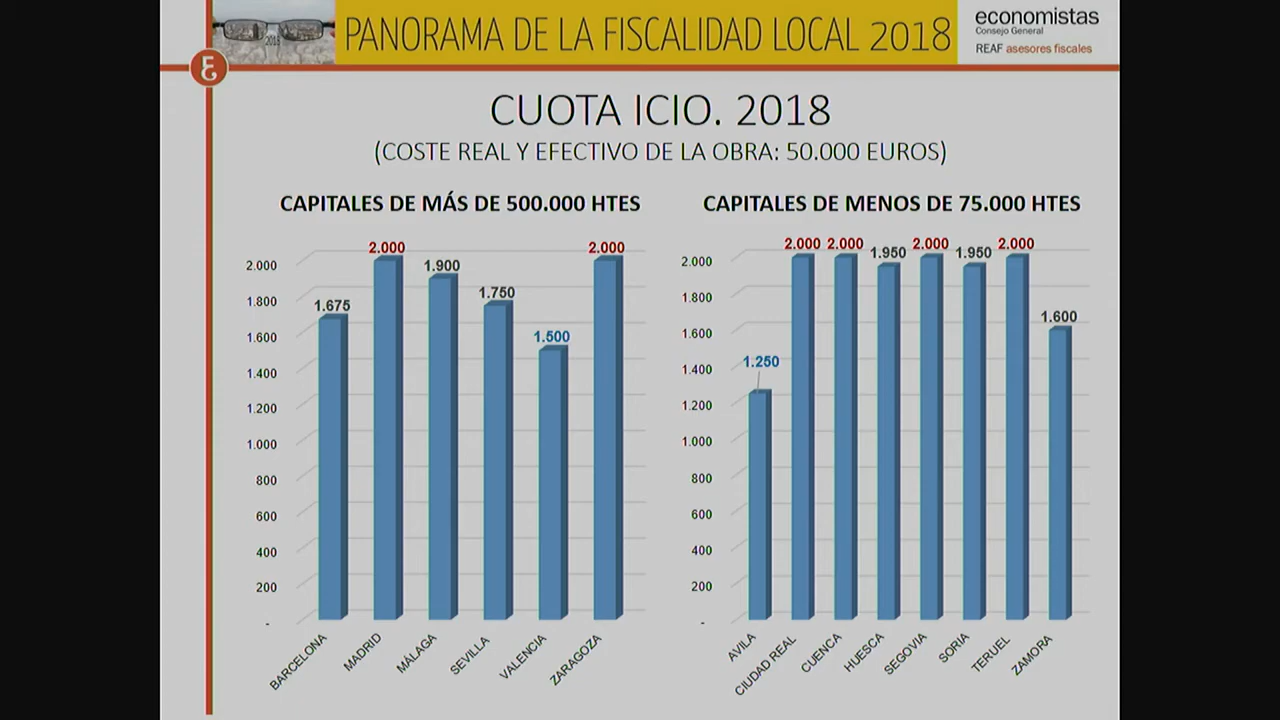 PANORAMA DE LA FISCALIDAD LOCAL 2018
economistas
Consejo General
REAF asesores fiscales
2018
CUOTA ICIO. 2018
(COSTE REAL Y EFECTIVO DE LA OBRA: 50.000 EUROS)
CAPITALES DE MÁS DE 500.000 HTES
2.000
1.800
1.600
1.400
1.200
1.000
800
600
400
200
-
1.675
2.000
1.900
1.750
1.500
2.000
BARCELONA
MADRID
MÁLAGA
SEVILLA
VALENCIA
ZARAGOZA
CAPITALES DE MENOS DE 75.000 HTES
2.000
1.800
1.600
1.400
1.200
1.000
800
600
400
200
-
1.250
2.000
2.000
1.950
2.000
1.950
2.000
1.600
AVILA
CIUDAD REAL
CUENCA
HUESCA
SEGOVIA
SORIA
TERUEL
ZAMORA